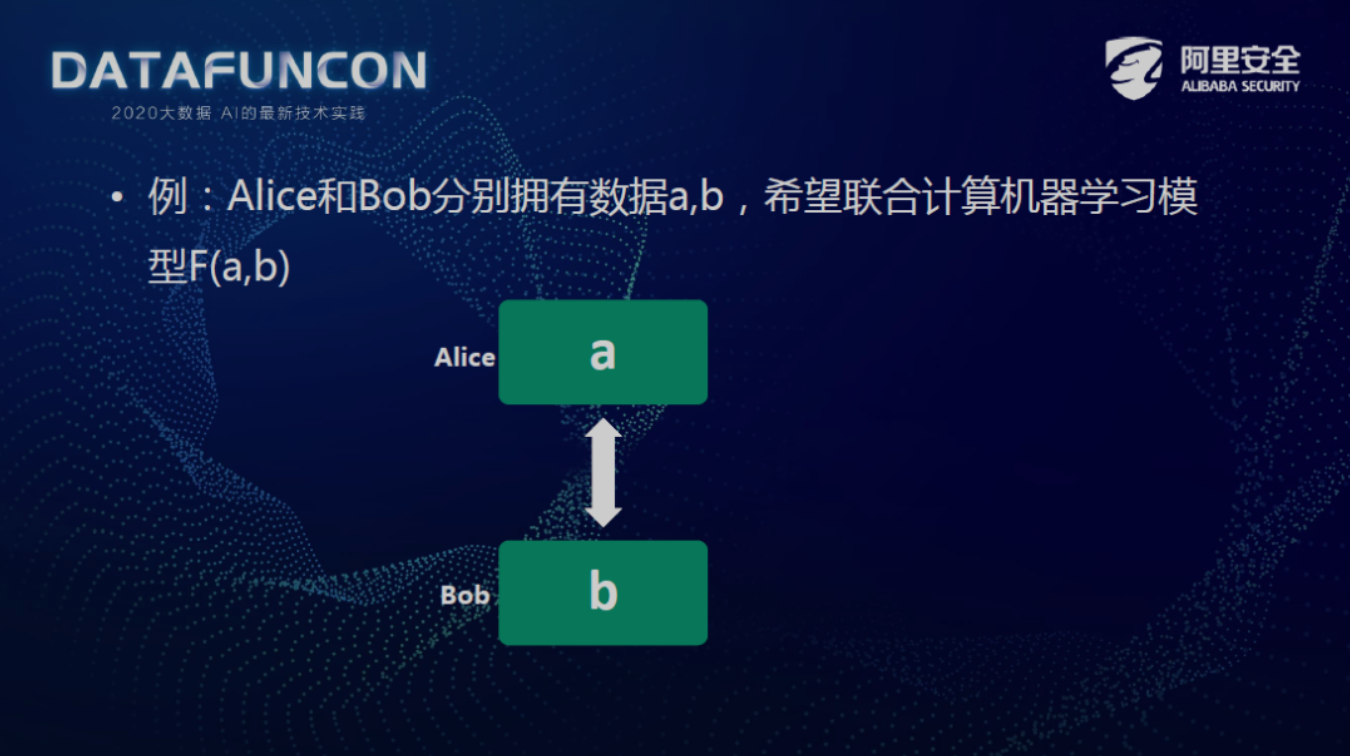 DATAFUNCON
2020大数据 AI的最新技术实践
阿里安全
ALIBABA SECURITY
• 例：Alice和Bob分别拥有数据a,b，希望联合计算机器学习模
型F(a,b)
Alice
a
Bob
b